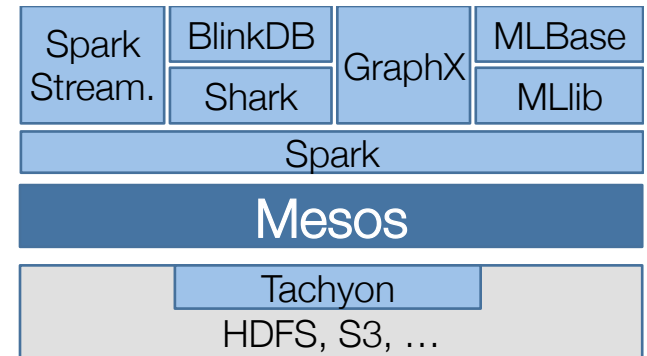 Spark
Stream.
BlinkDB
Shark
GraphX
MLBase
MLlib
Spark
Mesos
Tachyon
HDFS, S3, …